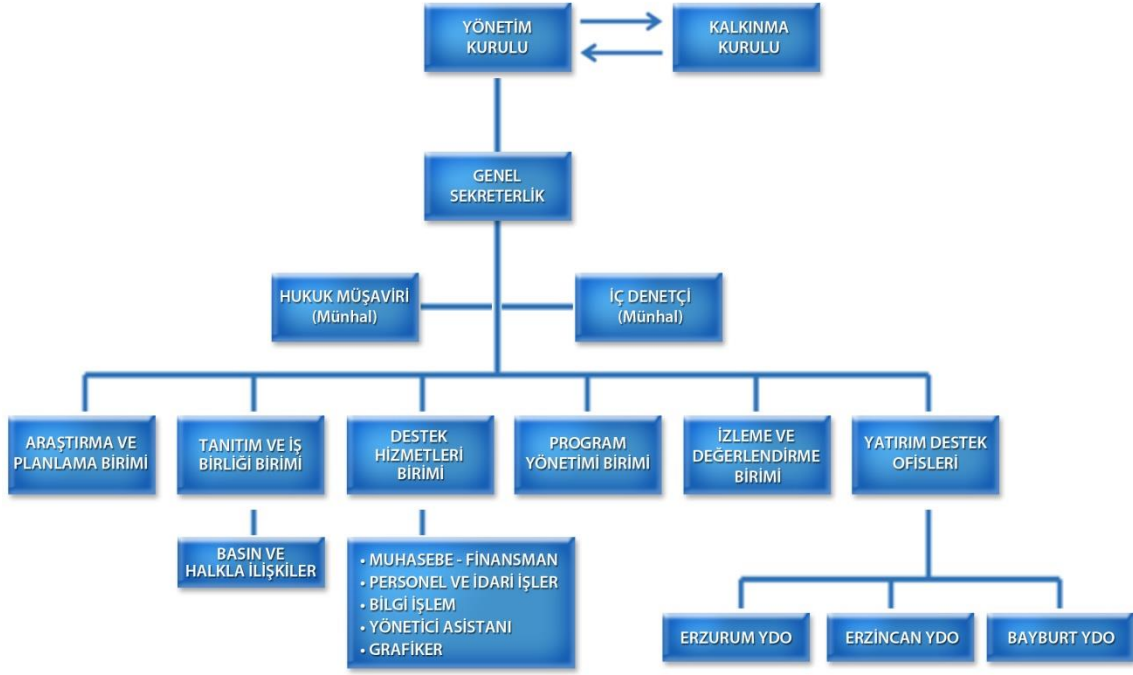 YÖNETİM
KURULU
KALKINMA
KURULU
GENEL
SEKRETERLİK
HUKUK MÜŞAVİRİ
(Münhal)
İÇ DENETÇİ
(Münhal)
ARAŞTIRMA VE
PLANLAMA BİRİMİ
TANITIM VE İŞ
BİRLİĞİ BİRİMİ
DESTEK
HİZMETLERİ
BİRİMİ
PROGRAM
YÖNETİMİ BİRİMİ
İZLEME VE
DEĞERLENDİRME
BİRİMİ
YATIRIM DESTEK
OFİSLERİ
BASIN VE
HALKLA İLİŞKİLER
• MUHASEBE - FİNANSMAN
• PERSONEL VE İDARİ İŞLER
• BİLGİ İŞLEM
• YÖNETİCİ ASİSTANI
• GRAFİKER
ERZURUM YDO
ERZİNCAN YDO
BAYBURT YDO